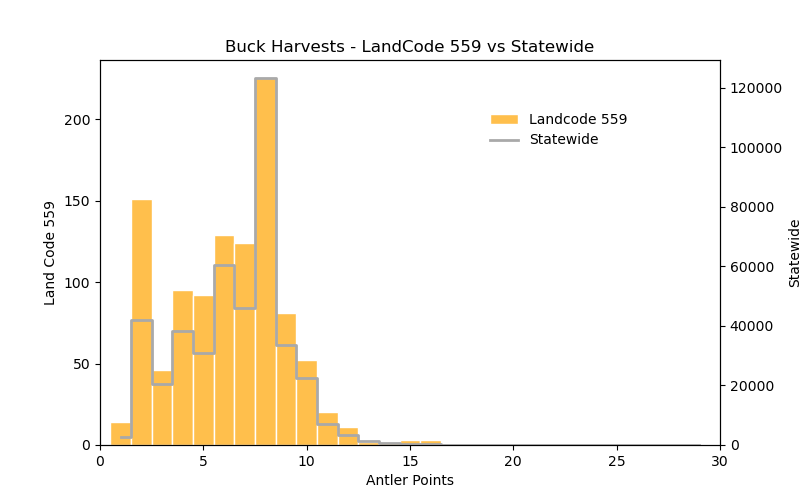 Buck Harvests - LandCode 559 vs Statewide
Landcode 559
Statewide
Land Code 559
200
150
100
50
0
120000
100000
80000
60000
40000
20000
0
Statewide
0 5 10 15 20 25 30
Antler Points